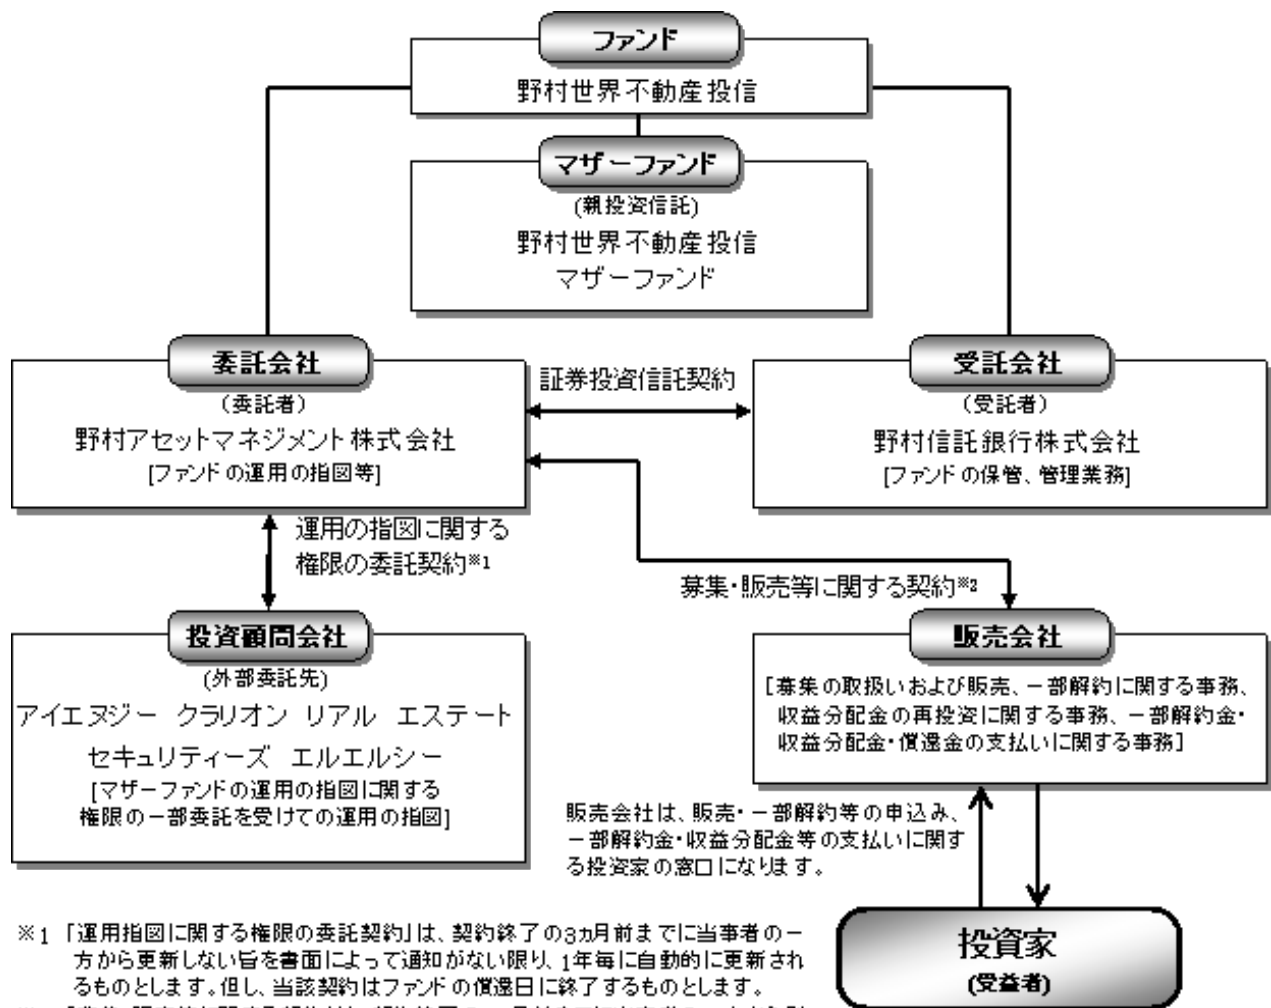 ファンド
野村世界不動産投信
マザーファンド
(親投資信託)
野村世界不動産投信
マザーファンド
委託会社
(委託者)
野村アセットマネジメント株式会社
[ファンドの運用の指図等]
証券投資信託契約
受託会社
(受託者)
野村信託銀行株式会社
[ファンドの保管、管理業務]
運用の指図に関する
権限の委託契約※1
募集・販売等に関する契約※2
投資顧問会社
(外部委託先)
アイエヌジー クラリオン リアル エステート
セキュリティーズ エルエルシー
[マザーファンドの運用の指図に関する
権限の一部委託を受けての運用の指図]
販売会社
[募集の取扱いおよび販売、一部解約に関する事務、
収益分配金の再投資に関する事務、一部解約金・
収益分配金・償還金の支払いに関する事務]
販売会社は、販売・一部解約等の申込み、
一部解約金・収益分配金等の支払いに関す
る投資家の窓口になります。
投資家
(受益者)
※1 「運用指図に関する権限の委託契約」は、契約終了の3ヵ月前までに当事者の一
方から更新しない旨を書面によって通知がない限り、1年毎に自動的に更新され
るものとします。但し、当該契約はファンドの償還日に終了するものとします。